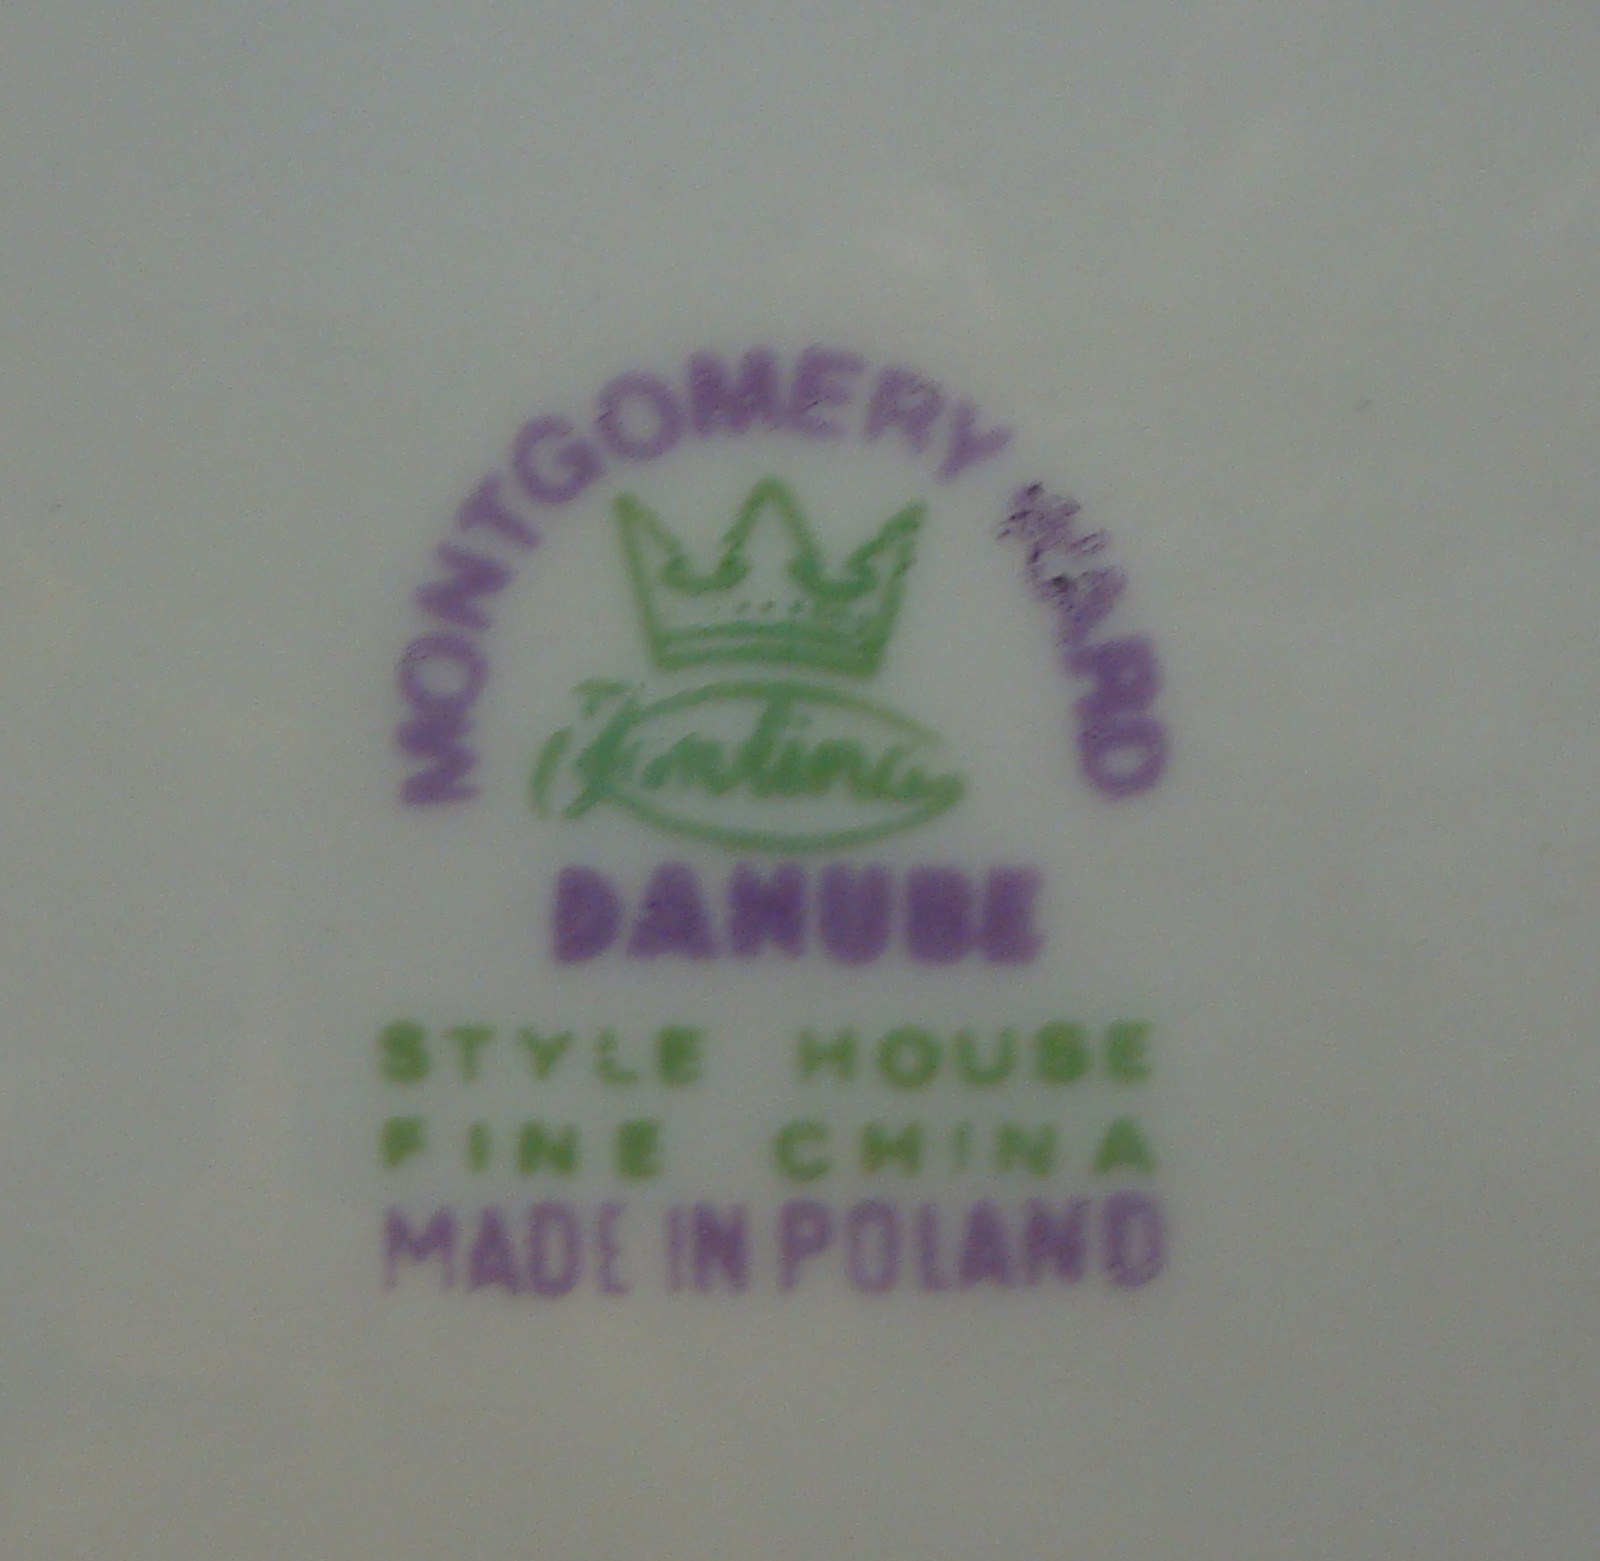 MONTGOMERY WARD
DANUBE
STYLE HOUSE
FINE CHINA
MADE IN POLAND